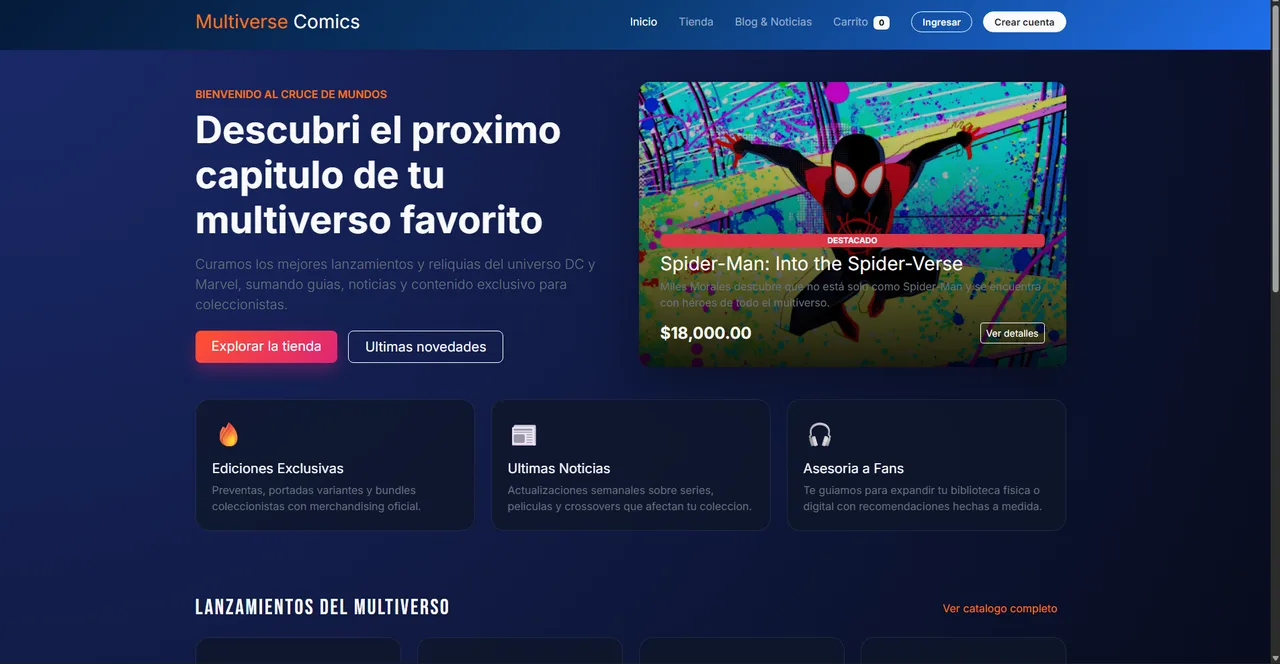 Multiverse Comics
Inicio
Tienda
Blog & Noticias
Carrito 0
Ingresar
Crear cuenta
BIENVENIDO AL CRUCE DE MUNDOS
Descubri el proximo
capitulo de tu
multiverso favorito
Curamos los mejores lanzamientos y reliquias del universo DC y
Marvel, sumando guias, noticias y contenido exclusivo para
coleccionistas.
Explorar la tienda
Ultimas novedades
DESTACADO
Spider-Man: Into the Spider-Verse
Miles Morales descubre que no está solo como Spider-Man y se encuentra
con héroes de todo el multiverso.
$18,000.00
Ver detalles
Ediciones Exclusivas
Preventas, portadas variantes y bundles
coleccionistas con merchandising oficial.
Ultimas Noticias
Actualizaciones semanales sobre series,
peliculas y crossovers que afectan tu coleccion.
Asesoria a Fans
Te guiamos para expandir tu biblioteca fisica o
digital con recomendaciones hechas a medida.
LANZAMIENTOS DEL MULTIVERSO
Ver catalogo completo